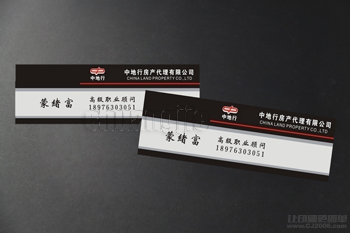 中地行
中地行房产代理有限公司
CHINA LAND PROPERTY CO.,LTD
蒙绪富
高级职业顾问
18976303051
中地行
中地行房产代理有限公司
CHINA LAND PROPERTY CO.,LTD
蒙绪富
高级职业顾问
18976303051